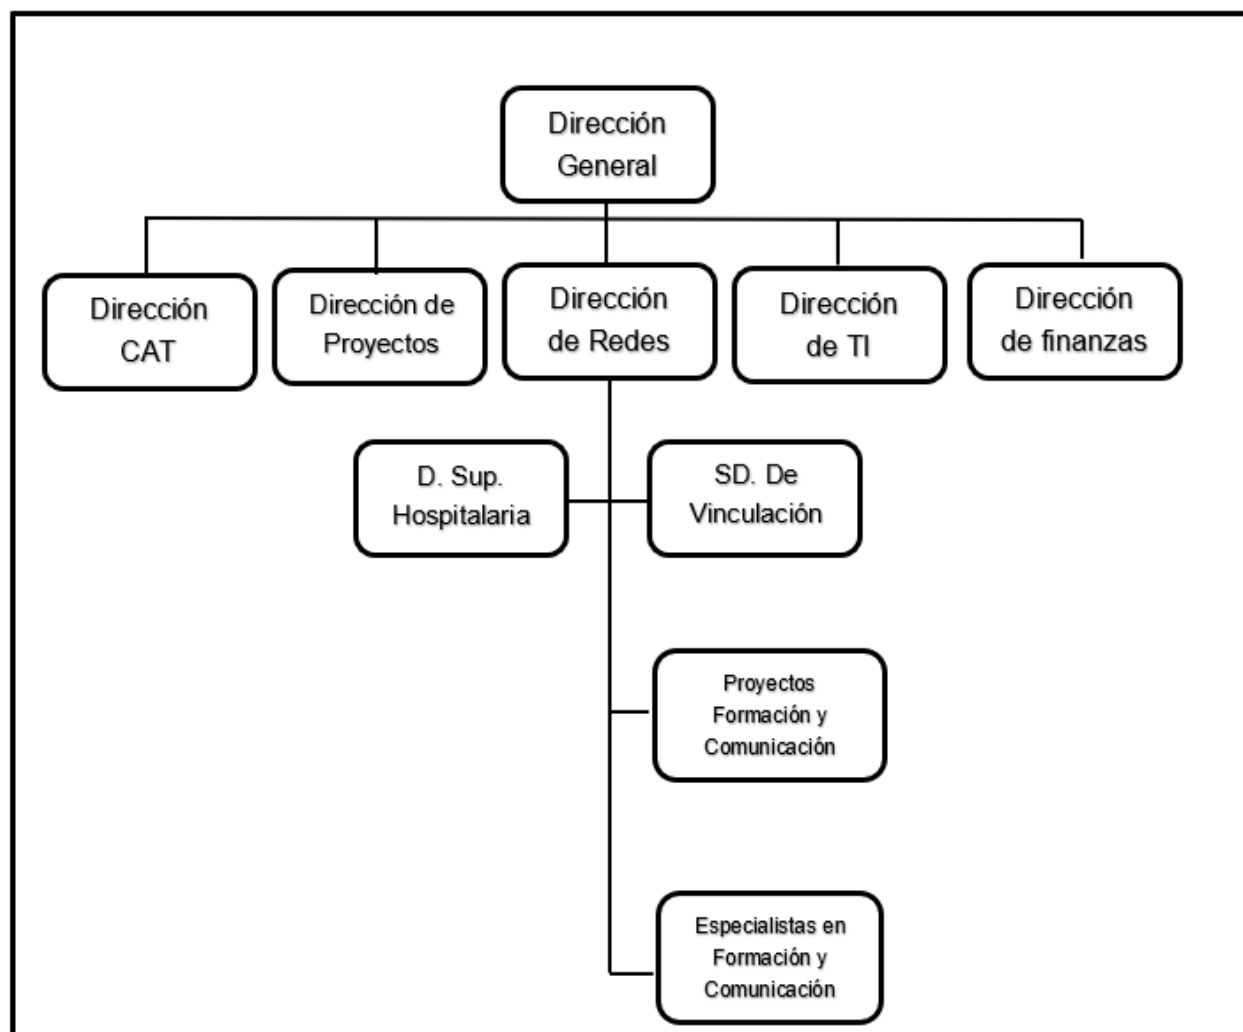 Dirección
General
Dirección
CAT
Dirección de
Proyectos
Dirección
de Redes
Dirección
de TI
Dirección
de finanzas
D. Sup.
Hospitalaria
SD. De
Vinculación
Proyectos
Formación y
Comunicación
Especialistas en
Formación y
Comunicación